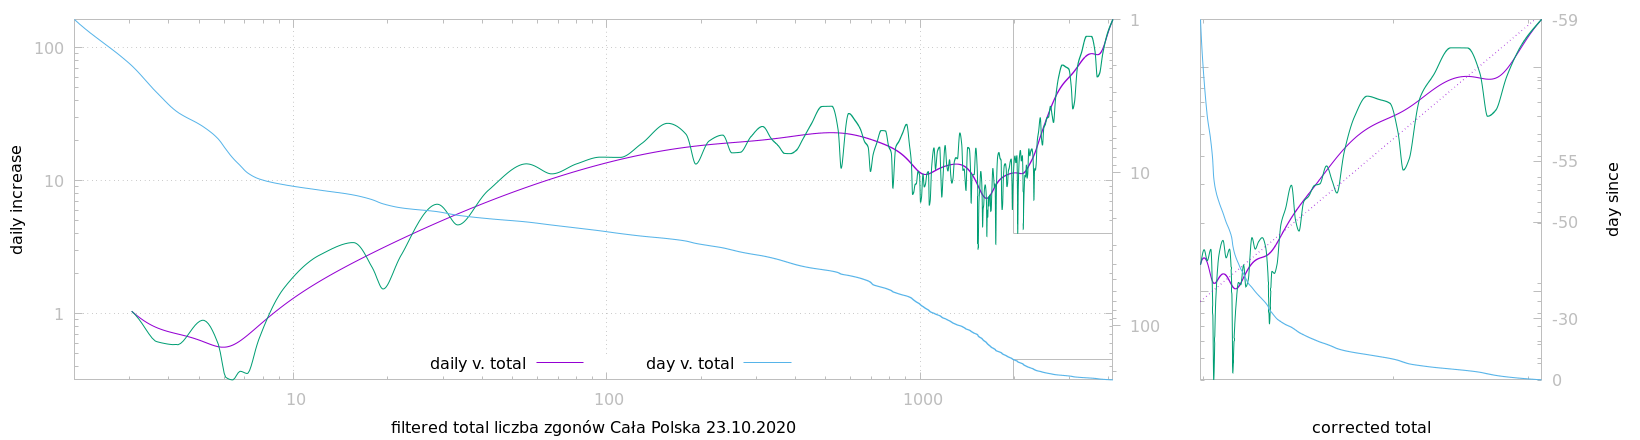 daily increase
100
10
1
daily v. total
day v. total
10
100
1000
filtered total liczba zgonów Cała Polska 23.10.2020
1
10
100
corrected total
-59
-55
-50
-30
0
day since